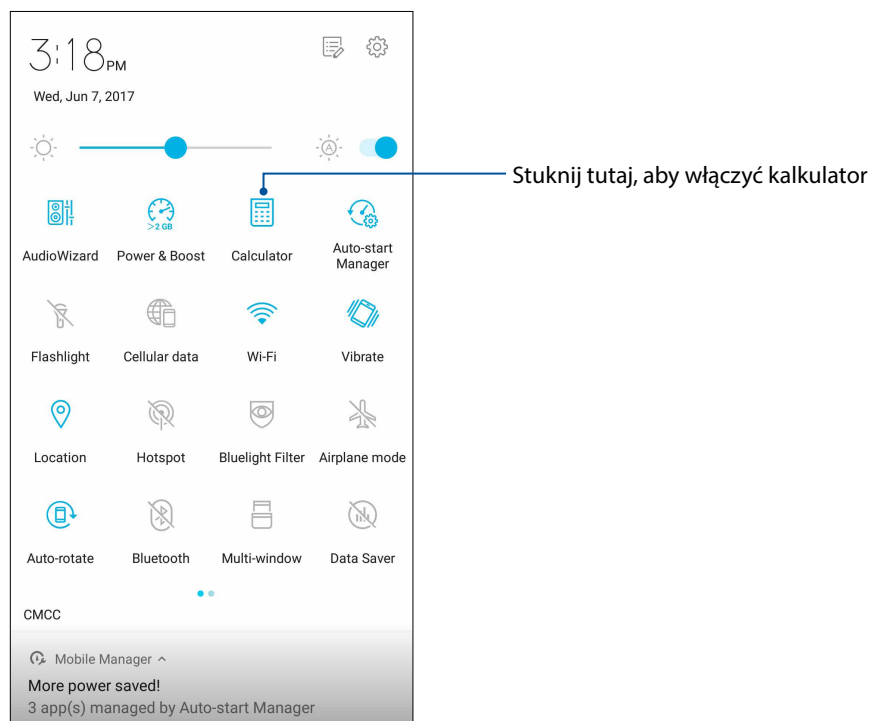 3:18 PM
Wed, Jun 7, 2017
A
Stuknij tutaj, aby włączyć kalkulator
>2 GB
AudioWizard Power & Boost Calculator Auto-start Manager
Flashlight Cellular data Wi-Fi Vibrate
Location Hotspot Bluelight Filter Airplane mode
Auto-rotate Bluetooth Multi-window Data Saver
CMCC
Mobile Manager
More power saved!
3 app(s) managed by Auto-start Manager